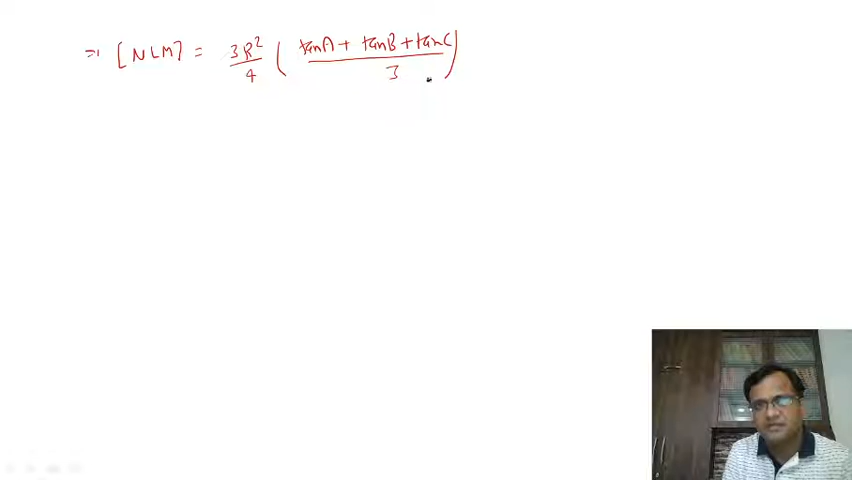 => [NLM] = 3R²/4 ( (tanA + tanB + tanC)/3 )